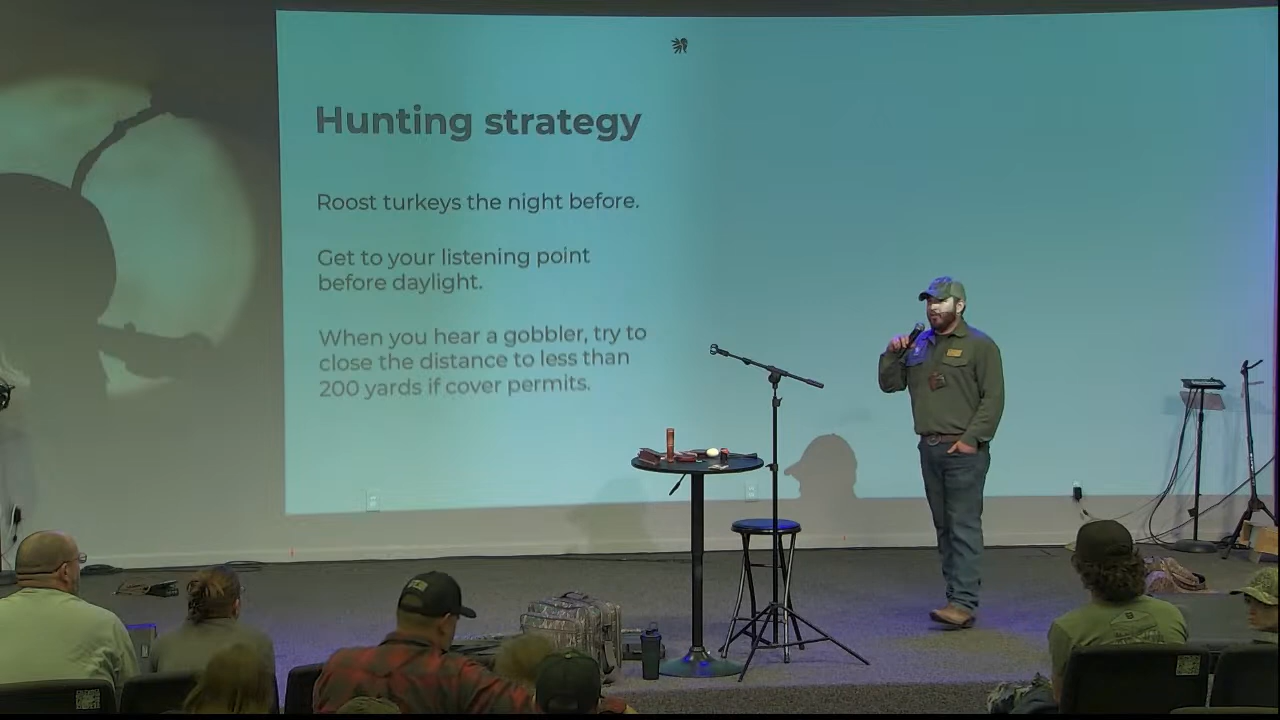 Hunting strategy
Roost turkeys the night before.
Get to your listening point
before daylight.
When you hear a gobbler, try to
close the distance to less than
200 yards if cover permits.